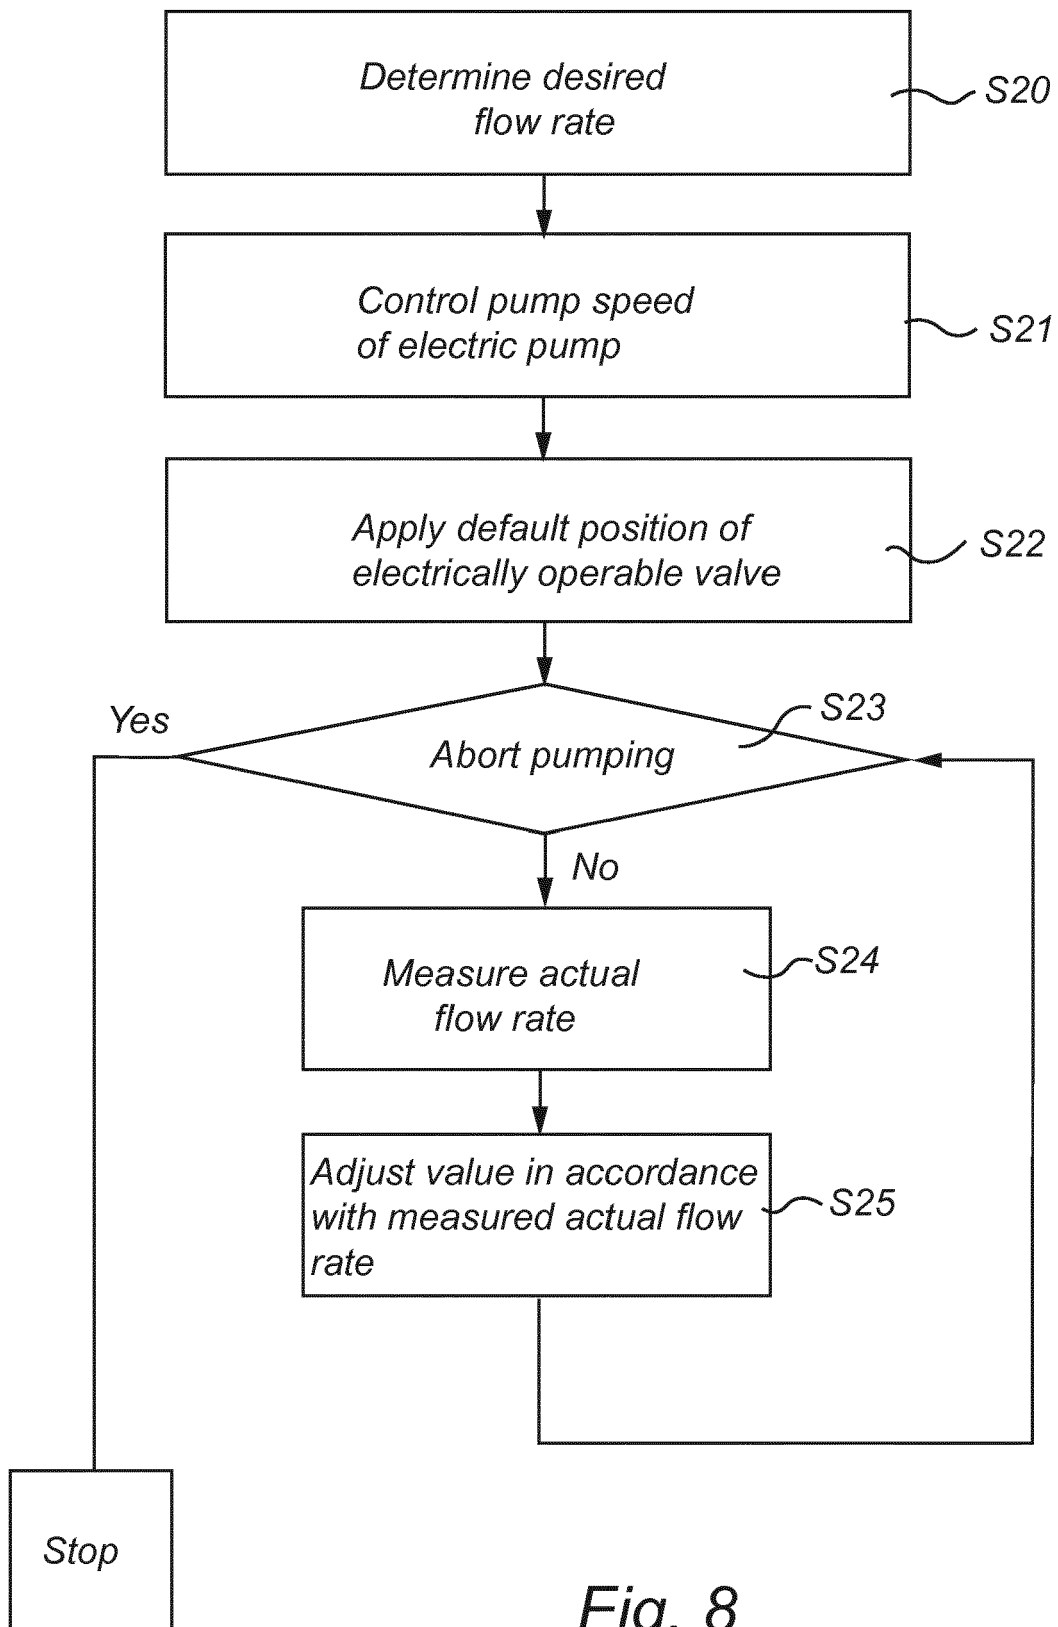 Determine desired
flow rate
S20
Control pump speed
of electric pump
S21
Apply default position of
electrically operable valve
S22
Yes
S23
Abort pumping
No
Measure actual
flow rate
S24
Adjust value in accordance
with measured actual flow
rate
S25
Stop
Fig. 8